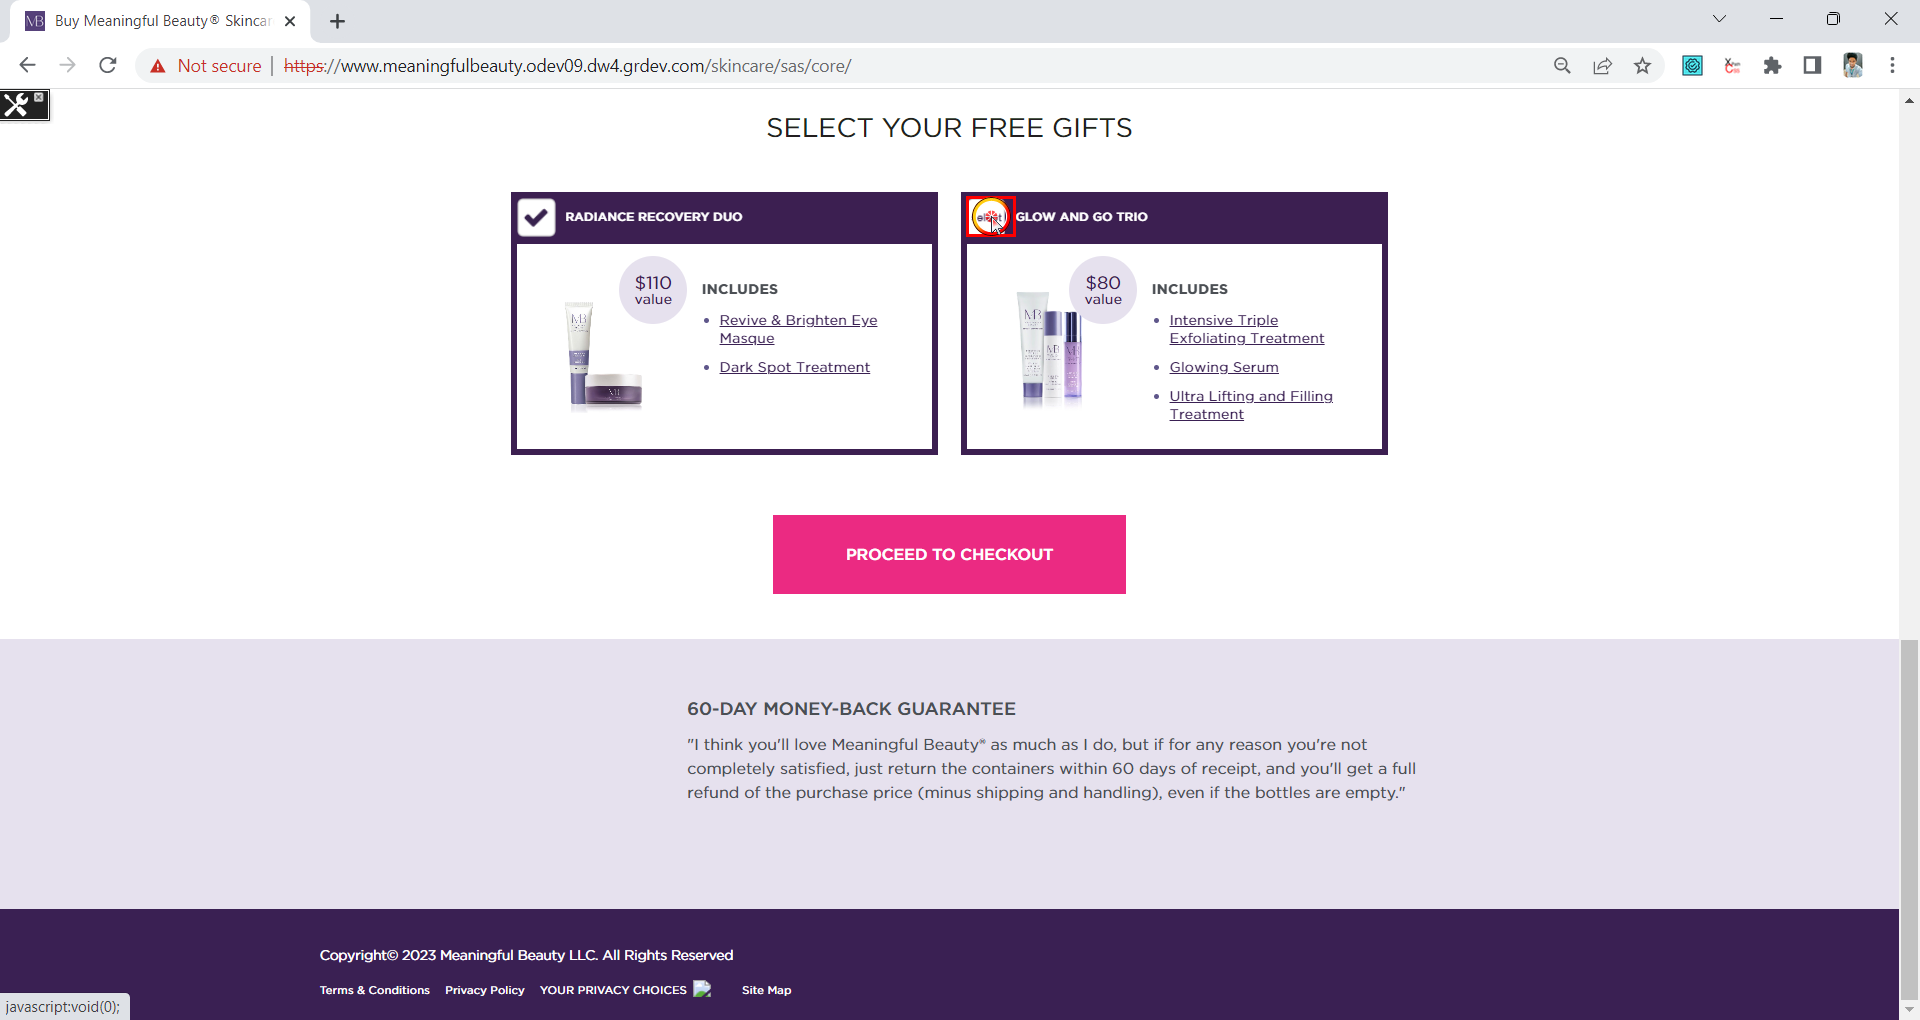 Buy Meaningful Beauty® Skincar
Not secure
https://www.meaningfulbeauty.odev09.dw4.grdev.com/skincare/sas/core/
SELECT YOUR FREE GIFTS
RADIANCE RECOVERY DUO
$110
value
INCLUDES
• Revive & Brighten Eye
Masque
• Dark Spot Treatment
GLOW AND GO TRIO
$80
value
INCLUDES
• Intensive Triple
Exfoliating Treatment
• Glowing Serum
• Ultra Lifting and Filling
Treatment
PROCEED TO CHECKOUT
60-DAY MONEY-BACK GUARANTEE
"I think you'll love Meaningful Beauty® as much as I do, but if for any reason you're not
completely satisfied, just return the containers within 60 days of receipt, and you'll get a full
refund of the purchase price (minus shipping and handling), even if the bottles are empty."
Copyright© 2023 Meaningful Beauty LLC. All Rights Reserved
Terms & Conditions Privacy Policy YOUR PRIVACY CHOICES Site Map
javascript:void(0);